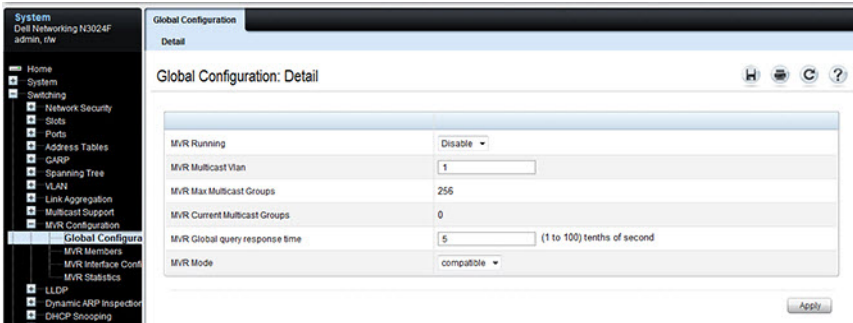 System
Dell Networking N3024F
admin, r/w
Home
System
Switching
Network Security
Slots
Ports
Address Tables
GARP
Spanning Tree
VLAN
Link Aggregation
Multicast Support
MVR Configuration
Global Configura
MVR Members
MVR Interface Confi
MVR Statistics
LLDP
Dynamic ARP Inspection
DHCP Snooping
Global Configuration
Detail
Global Configuration: Detail
MVR Running Disable
MVR Multicast Vlan 1
MVR Max Multicast Groups 256
MVR Current Multicast Groups 0
MVR Global query response time 5 (1 to 100) tenths of second
MVR Mode compatible
Apply